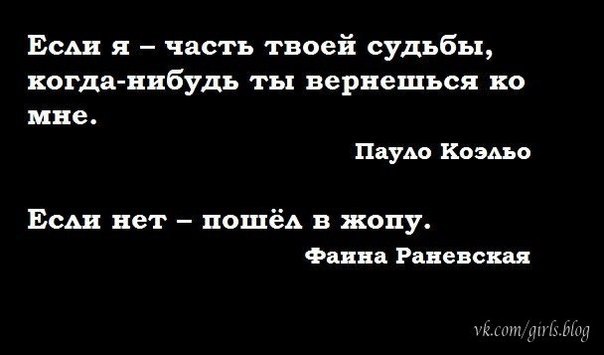 Если я – часть твоей судьбы,
когда-нибудь ты вернешься ко
мне.
Пауло Коэльо
Если нет – пошёл в жопу.
Фаина Раневская
vk.com/girls.blog